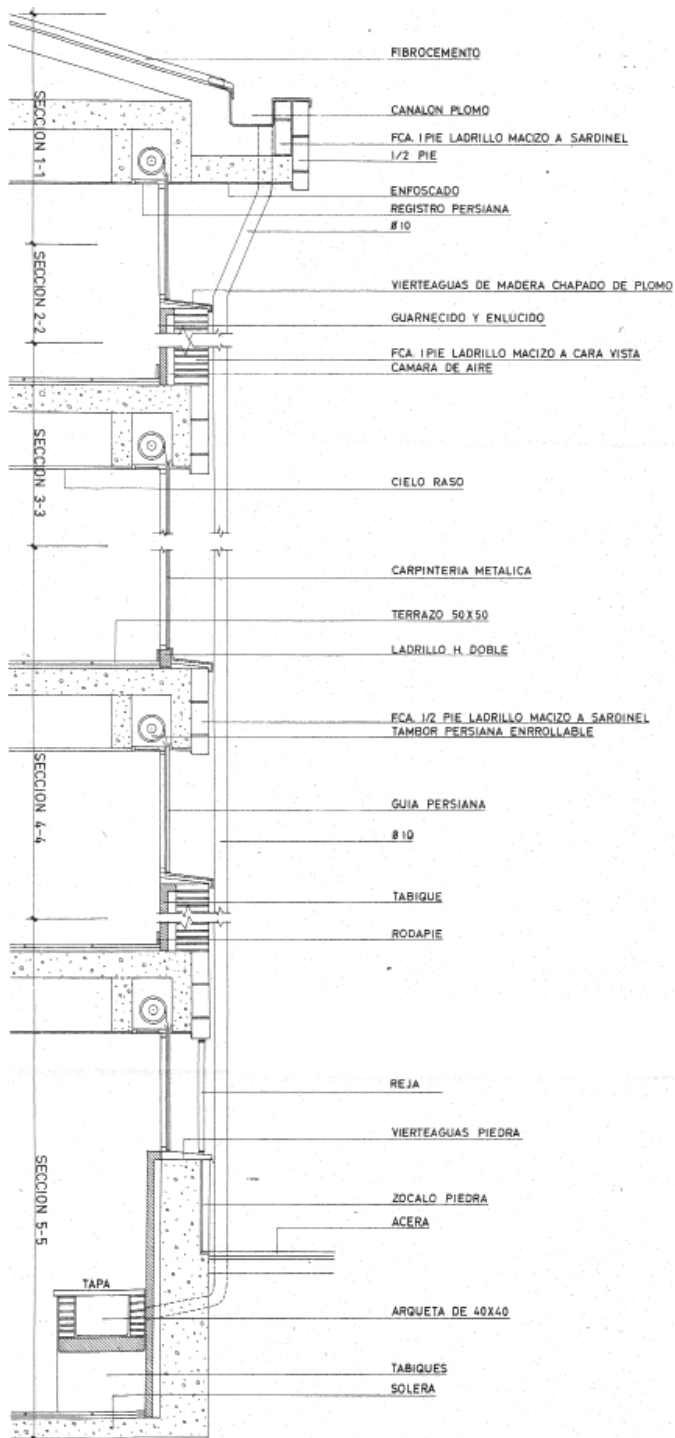 FIBROCEMENTO
CANALON PLOMO
FCA. 1 PIE LADRILLO MACIZO A SARDINEL
1/2 PIE
ENFOSCADO
REGISTRO PERSIANA
Ø 10
VIERTEAGUAS DE MADERA CHAPADO DE PLOMO
GUARNECIDO Y ENLUCIDO
FCA. 1 PIE LADRILLO MACIZO A CARA VISTA
CAMARA DE AIRE
CIELO RASO
CARPINTERIA METALICA
TERRAZO 50X50
LADRILLO H. DOBLE
FCA. 1/2 PIE LADRILLO MACIZO A SARDINEL
TAMBOR PERSIANA ENRROLLABLE
GUIA PERSIANA
Ø 10
TABIQUE
RODAPIE
REJA
VIERTEAGUAS PIEDRA
ZOCALO PIEDRA
ACERA
ARQUETA DE 40X40
TABIQUES
SOLERA
SECCION 1-1
SECCION 2-2
SECCION 3-3
SECCION 4-4
SECCION 5-5
TAPA